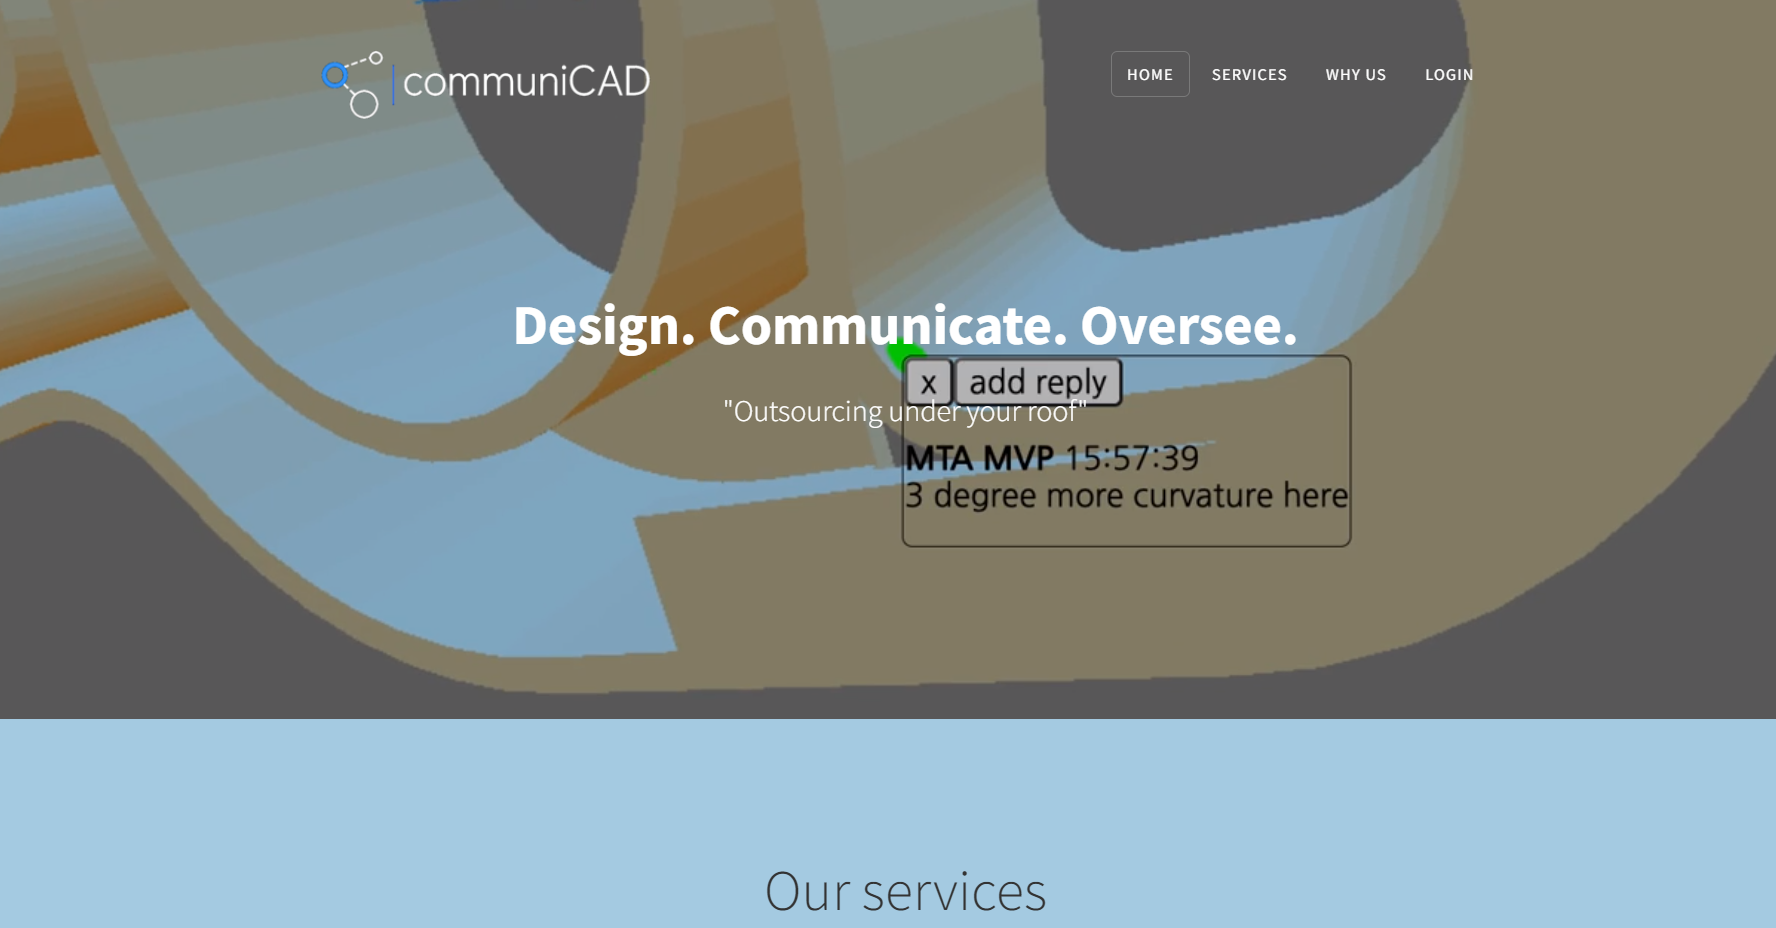 communiCAD
HOME SERVICES WHY US LOGIN
Design. Communicate. Oversee.
x add reply
"Outsourcing under your roof"
MTA MVP 15:57:39
3 degree more curvature here
Our services